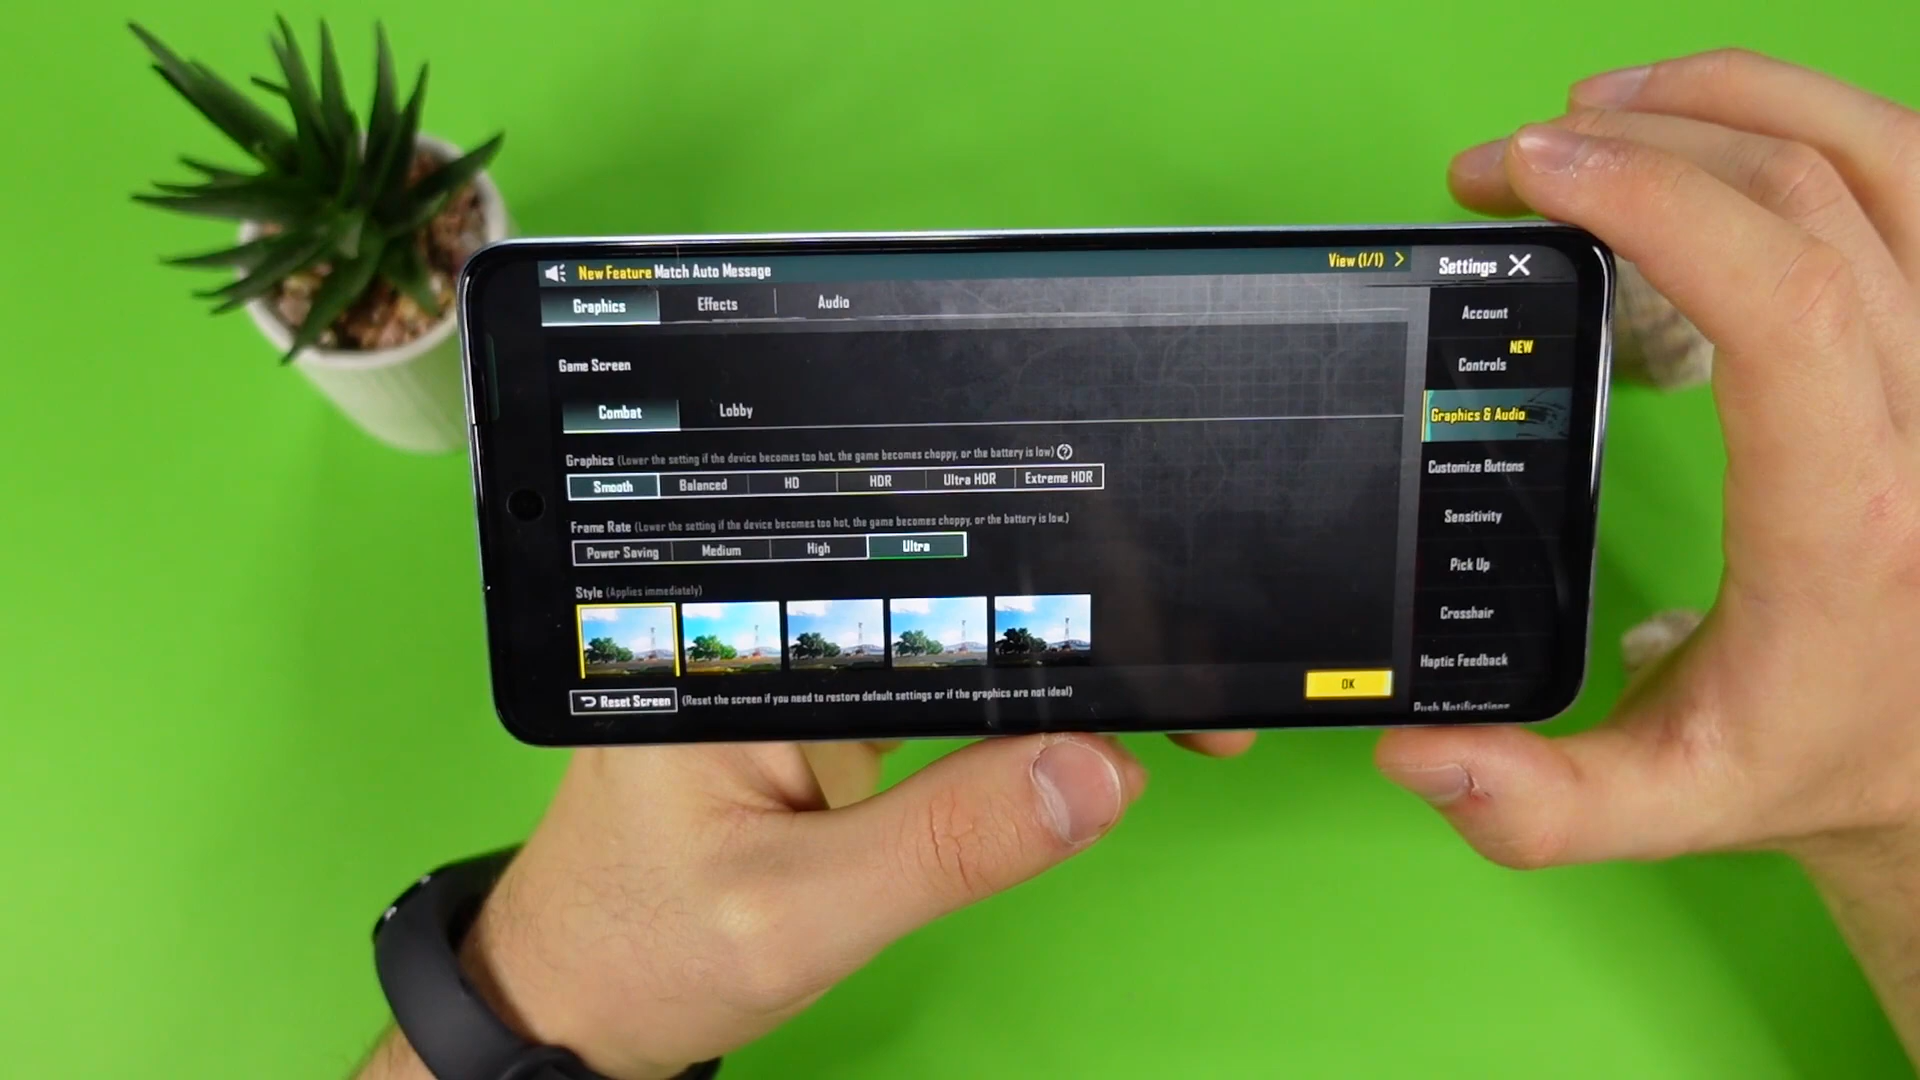 New Feature Match Auto Message
View (1/1) >
Settings
Graphics
Effects
Audio
Account
NEW
Controls
Game Screen
Graphics & Audio
Combat
Lobby
Graphics (Lower the setting if the device becomes too hot, the game becomes choppy, or the battery is low) ?
Customize Buttons
Smooth
Balanced
HD
HDR
Ultra HDR
Extreme HDR
Sensitivity
Frame Rate (Lower the setting if the device becomes too hot, the game becomes choppy, or the battery is low.)
Power Saving
Medium
High
Ultra
Pick Up
Style (Applies immediately)
Crosshair
Haptic Feedback
Reset Screen
(Reset the screen if you need to restore default settings or if the graphics are not ideal)
OK
Push Notifications